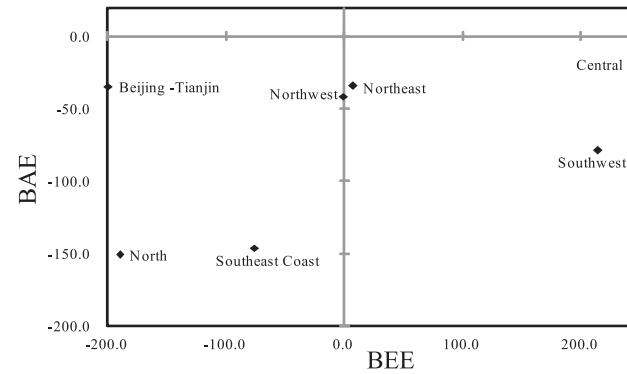 0.0
Central
Beijing -Tianjin
Northwest
Northeast
-50.0
BAE
-100.0
Southwest
-150.0
North
Southeast Coast
-200.0
-200.0
-100.0
0.0
100.0
200.0
BEE